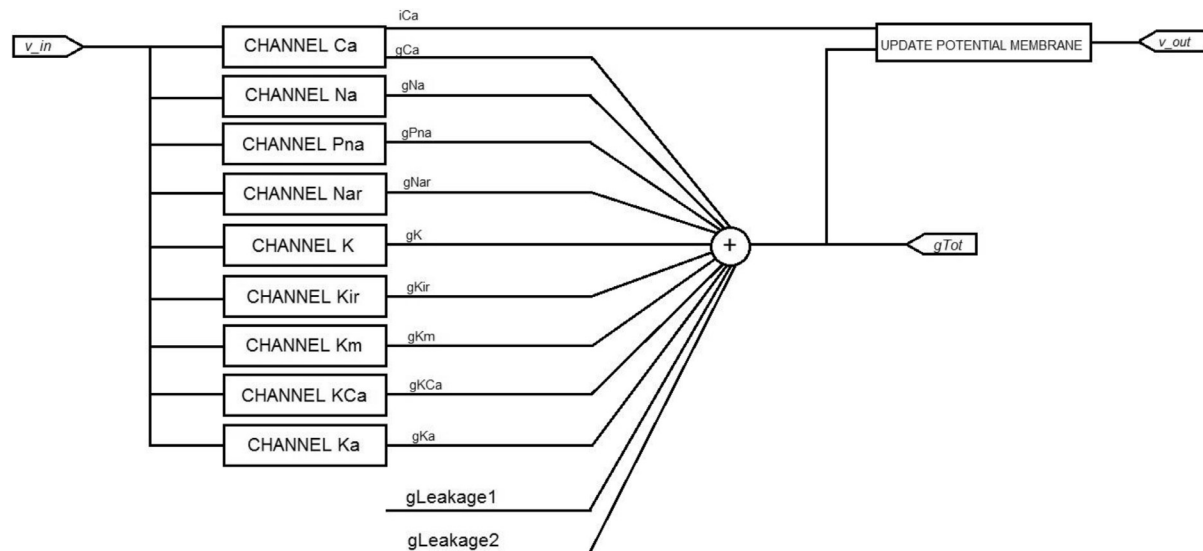 iCa
v_in
CHANNEL Ca
gCa
UPDATE POTENTIAL MEMBRANE
v_out
CHANNEL Na
gNa
CHANNEL Pna
gPna
CHANNEL Nar
gNar
CHANNEL K
gK
+
gTot
CHANNEL Kir
gKir
CHANNEL Km
gKm
CHANNEL KCa
gKCa
CHANNEL Ka
gKa
gLeakage1
gLeakage2